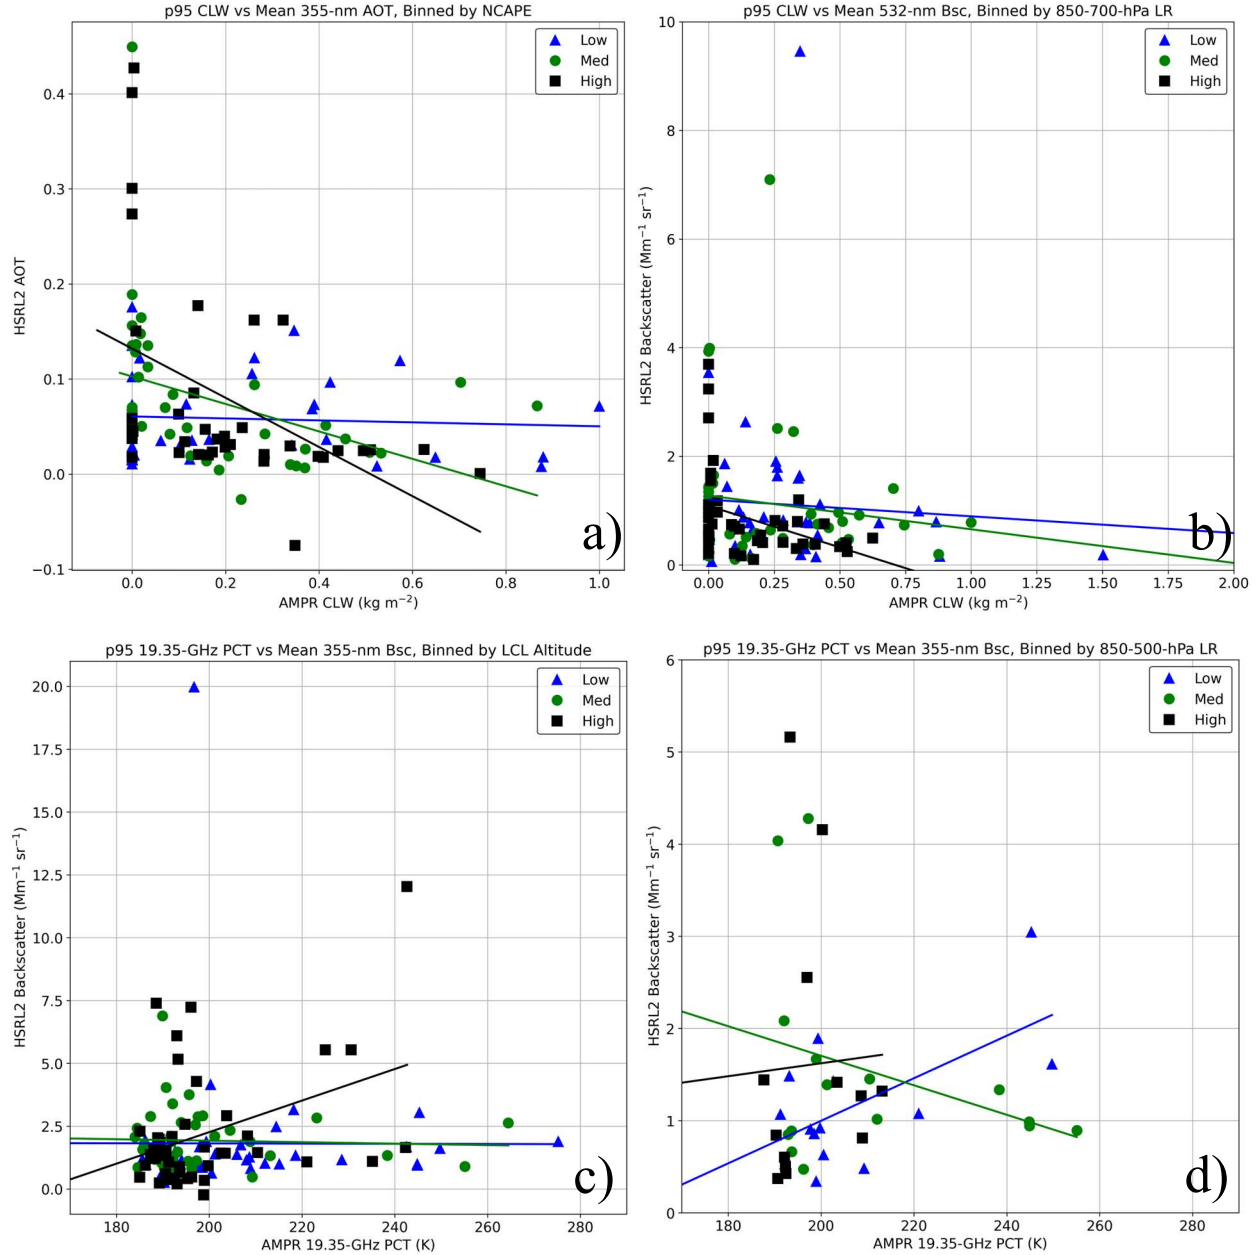 p95 CLW vs Mean 355-nm AOT, Binned by NCAPE
Low
Med
High
0.4
0.3
0.2
0.1
0.0
−0.1
HSRL2 AOT
0.0 0.2 0.4 0.6 0.8 1.0
AMPR CLW (kg m⁻²)
a)
p95 CLW vs Mean 532-nm Bsc, Binned by 850-700-hPa LR
Low
Med
High
10
8
6
4
2
0
HSRL2 Backscatter (Mm⁻¹ sr⁻¹)
0.00 0.25 0.50 0.75 1.00 1.25 1.50 1.75 2.00
AMPR CLW (kg m⁻²)
b)
p95 19.35-GHz PCT vs Mean 355-nm Bsc, Binned by LCL Altitude
Low
Med
High
20.0
17.5
15.0
12.5
10.0
7.5
5.0
2.5
0.0
HSRL2 Backscatter (Mm⁻¹ sr⁻¹)
180 200 220 240 260 280
AMPR 19.35-GHz PCT (K)
c)
p95 19.35-GHz PCT vs Mean 355-nm Bsc, Binned by 850-500-hPa LR
Low
Med
High
6
5
4
3
2
1
0
HSRL2 Backscatter (Mm⁻¹ sr⁻¹)
180 200 220 240 260 280
AMPR 19.35-GHz PCT (K)
d)